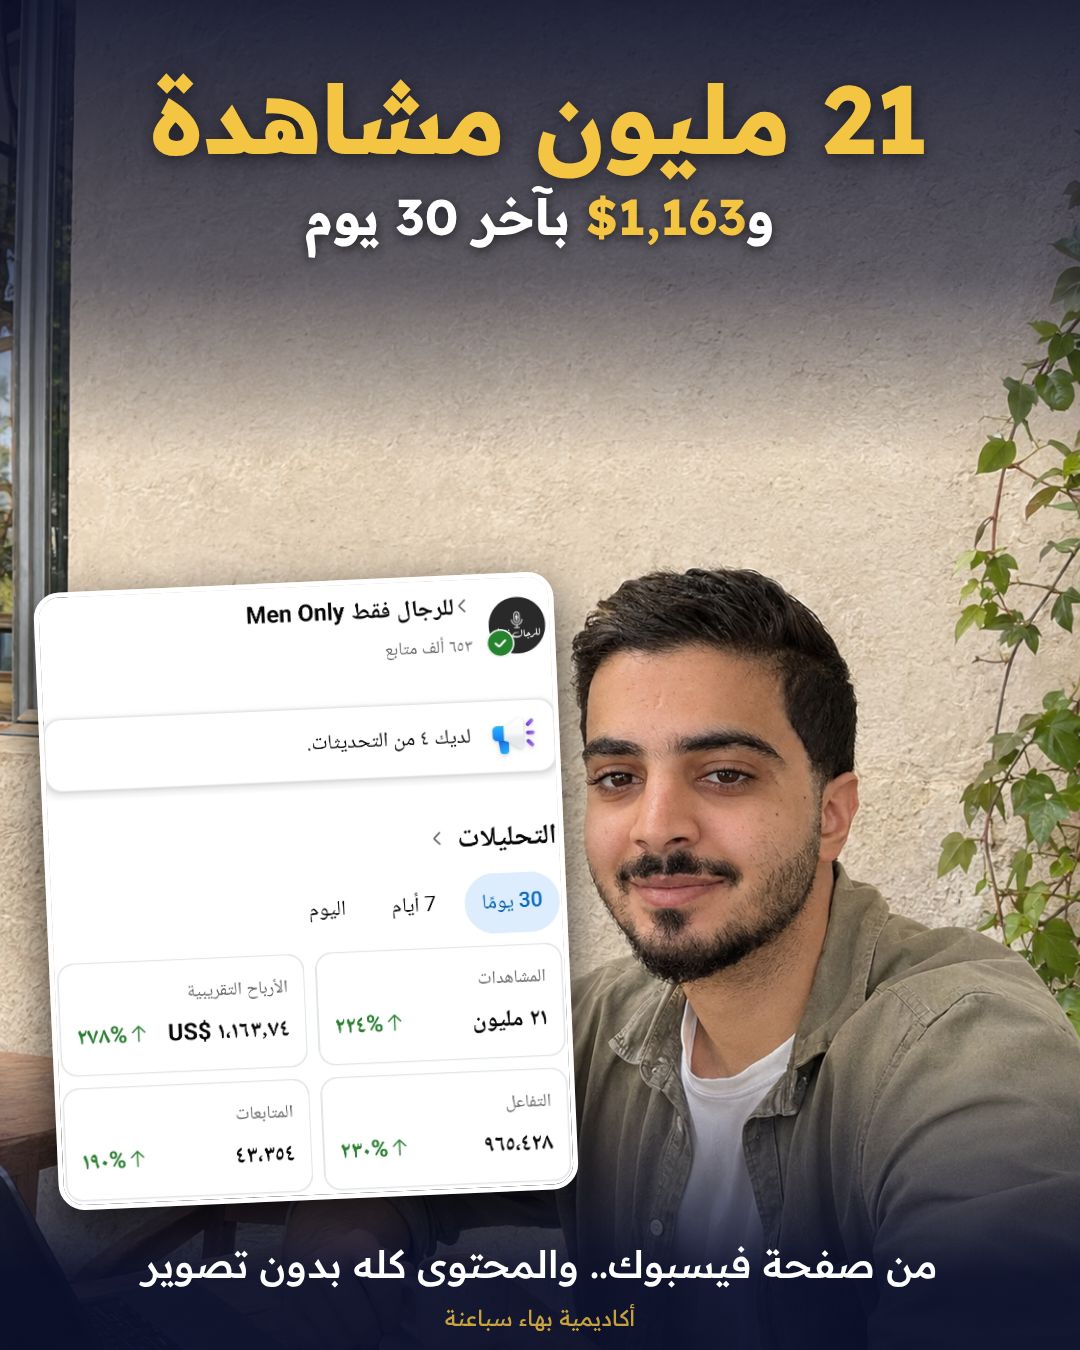 21 مليون مشاهدة
و1,163$ بآخر 30 يوم
للرجال فقط Men Only
٦٥٣ ألف متابع
لديك ٤ من التحديثات.
التحليلات
30 يومًا
7 أيام
اليوم
المشاهدات
٢١ مليون
٢٢٤%
الأرباح التقريبية
US$ ١،١٦٣,٧٤
٢٧٨%
التفاعل
٩٦٥،٤٢٨
٢٣٠%
المتابعات
٤٣،٣٥٤
١٩٠%
من صفحة فيسبوك.. والمحتوى كله بدون تصوير
أكاديمية بهاء سباعنة